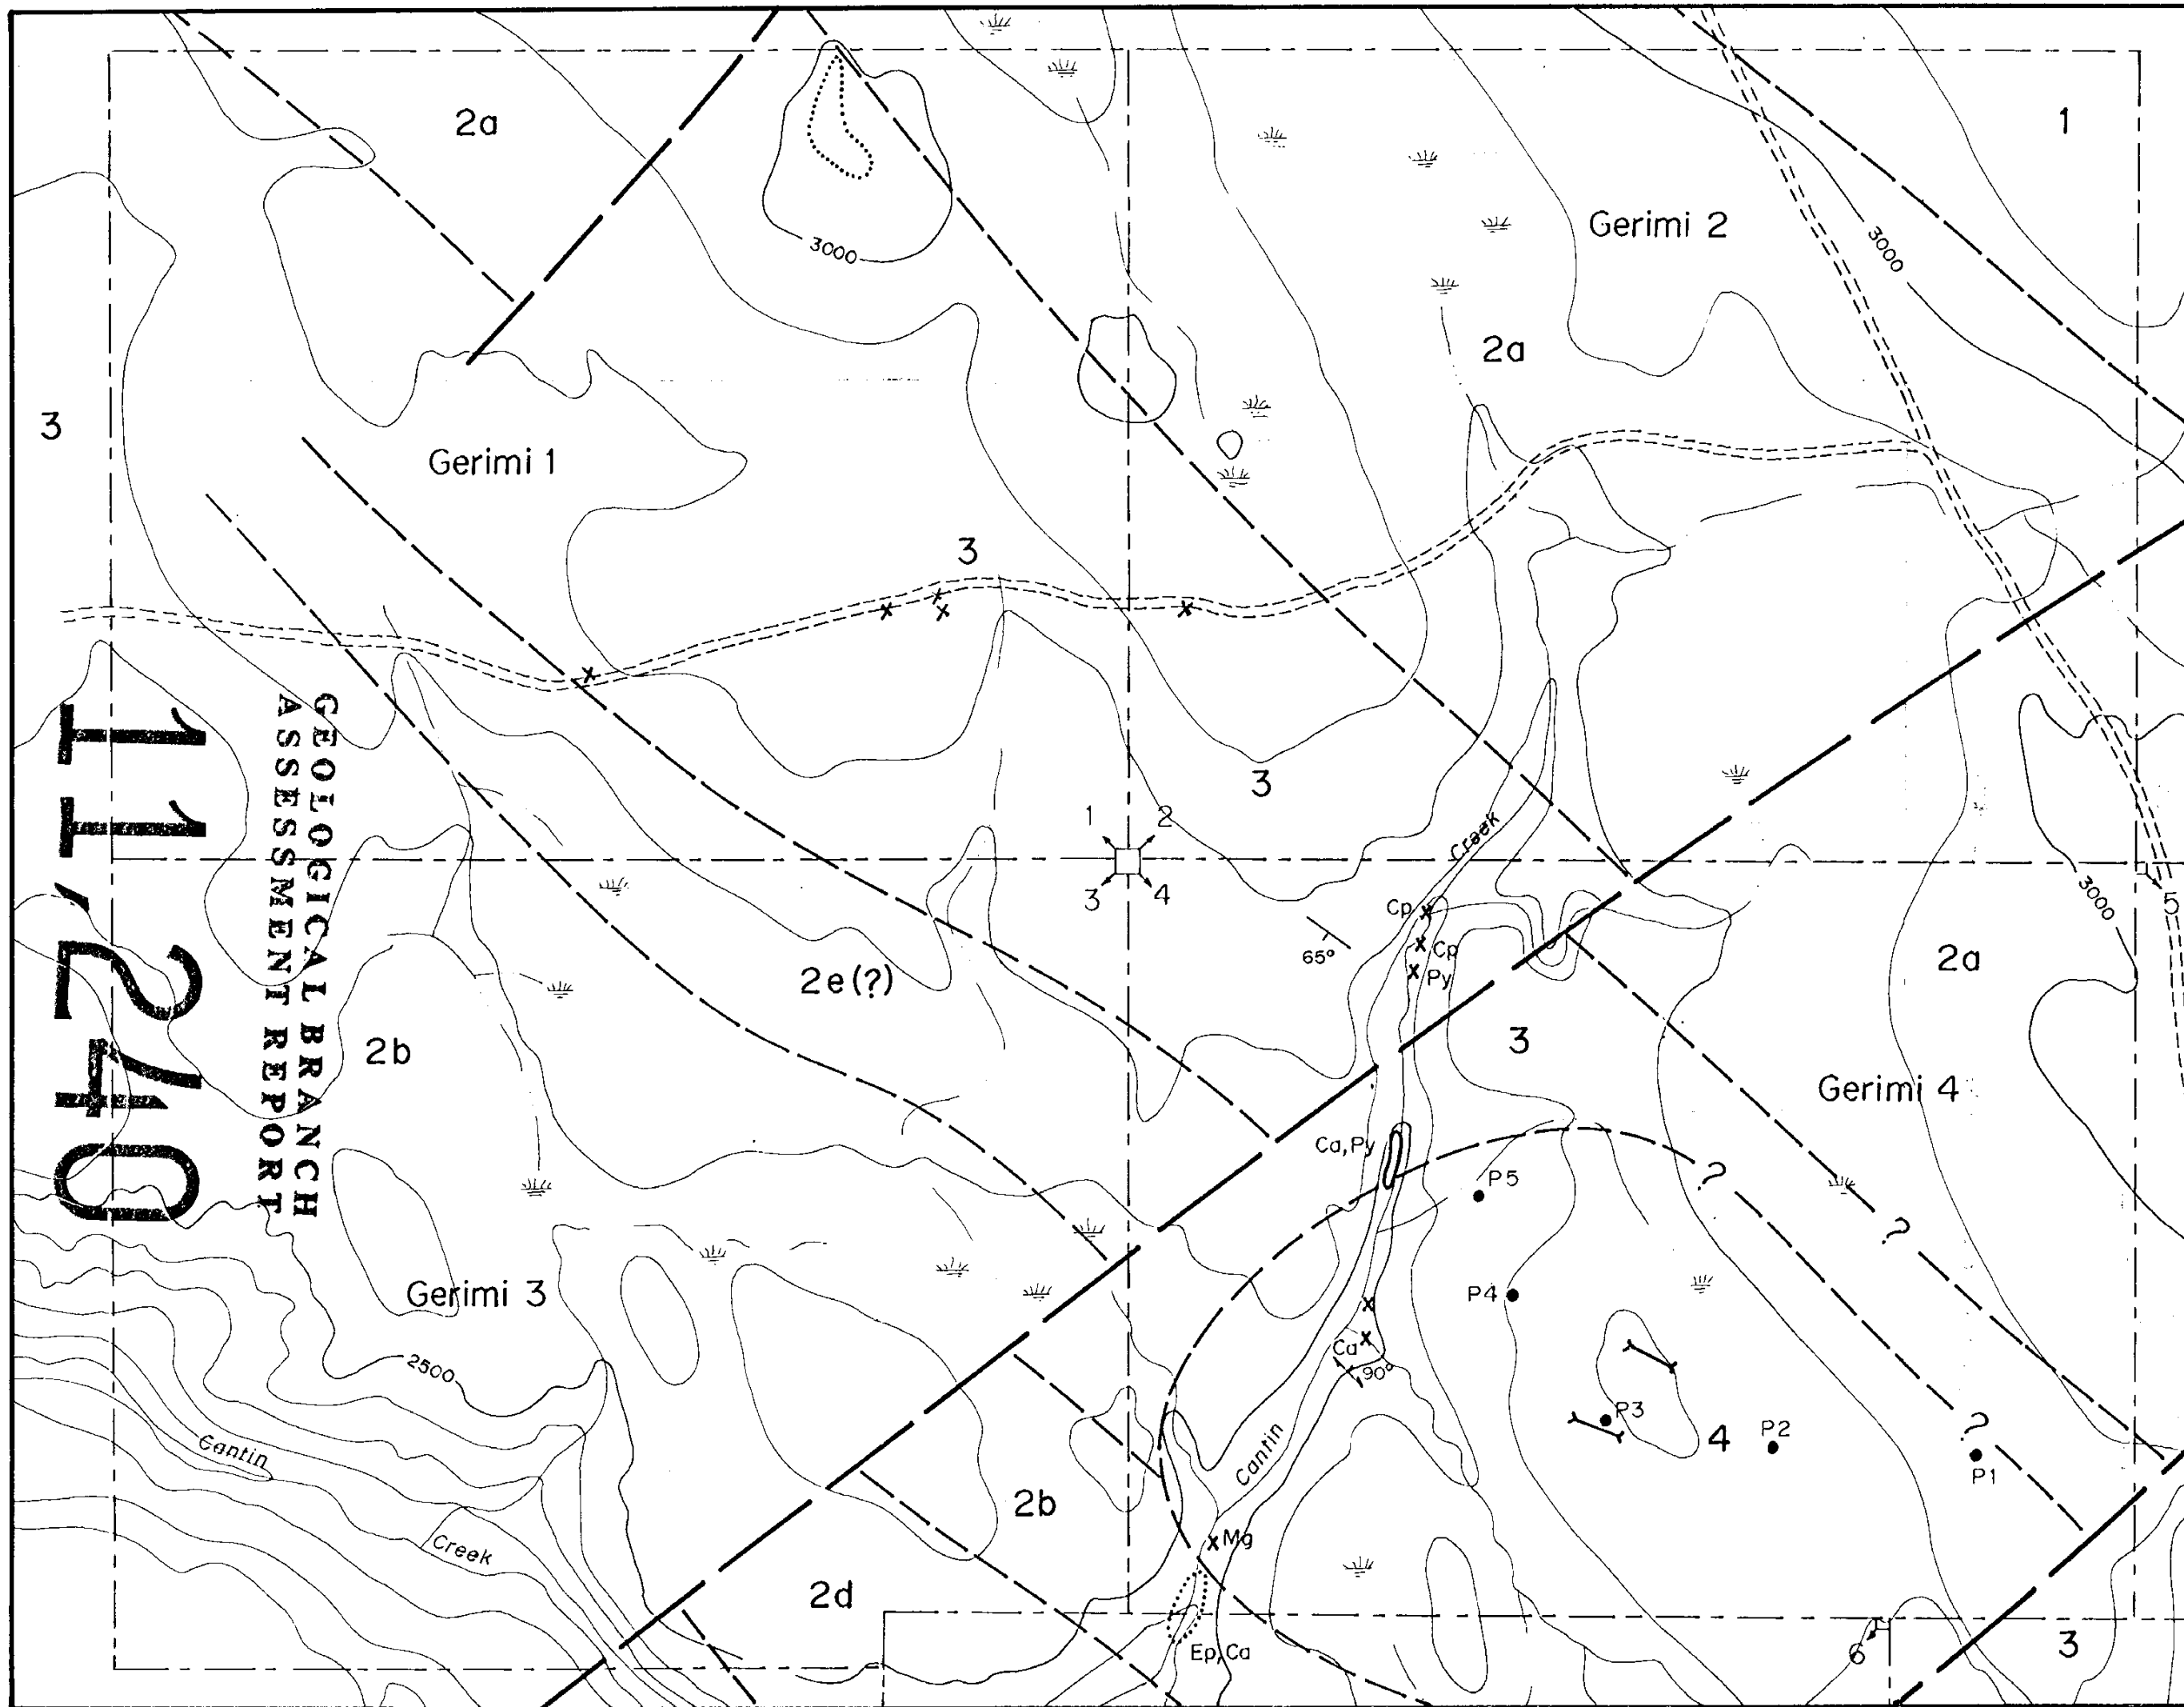 2a
1
Gerimi 2
3000
3000
2a
3
Gerimi 1
3
GEOLOGICAL BRANCH
ASSESSMENT REPORT
11,240
3
1
2
3
4
Creek
Cp
Cp
65°
Py
5
3000
2a
2e(?)
3
2b
Gerimi 4
Ca,Py
?
P5
?
Gerimi 3
P4
Ca
90°
2500
P3
4
P2
?
P1
Cantin
Cantin
2b
Creek
Mg
2d
Ep,Ca
6
3